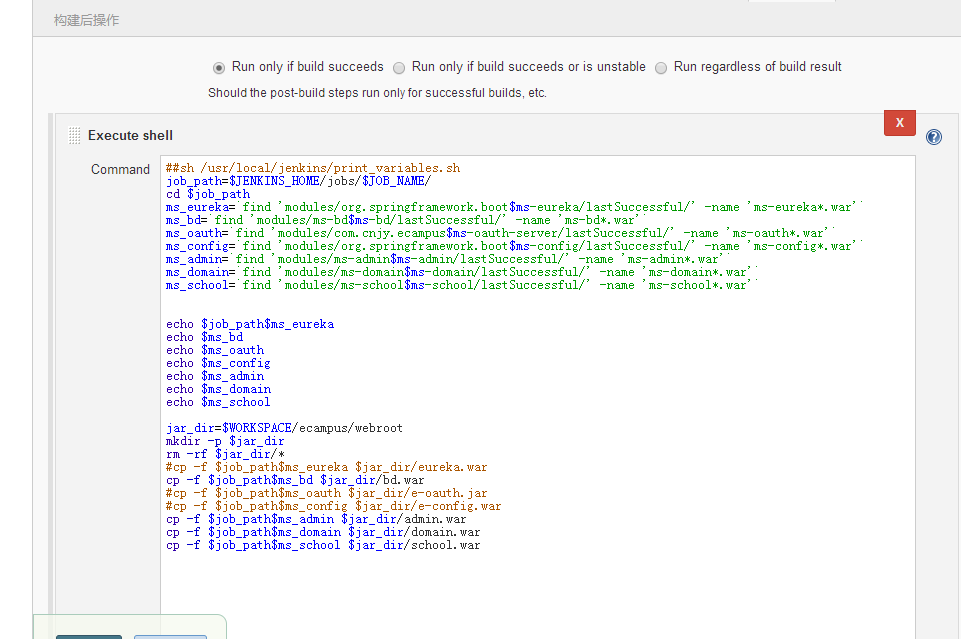 构建后操作
Run only if build succeeds Run only if build succeeds or is unstable Run regardless of build result
Should the post-build steps run only for successful builds, etc.
X
Execute shell
Command
##sh /usr/local/jenkins/print_variables.sh
job_path=$JENKINS_HOME/jobs/$JOB_NAME/
cd $job_path
ms_eureka=`find 'modules/org.springframework.boot$ms-eureka/lastSuccessful/' -name 'ms-eureka*.war'`
ms_bd=`find 'modules/ms-bd$ms-bd/lastSuccessful/' -name 'ms-bd*.war'`
ms_oauth=`find 'modules/com.cnjy.ecampus$ms-oauth-server/lastSuccessful/' -name 'ms-oauth*.war'`
ms_config=`find 'modules/org.springframework.boot$ms-config/lastSuccessful/' -name 'ms-config*.war'`
ms_admin=`find 'modules/ms-admin$ms-admin/lastSuccessful/' -name 'ms-admin*.war'`
ms_domain=`find 'modules/ms-domain$ms-domain/lastSuccessful/' -name 'ms-domain*.war'`
ms_school=`find 'modules/ms-school$ms-school/lastSuccessful/' -name 'ms-school*.war'`
echo $job_path$ms_eureka
echo $ms_bd
echo $ms_oauth
echo $ms_config
echo $ms_admin
echo $ms_domain
echo $ms_school
jar_dir=$WORKSPACE/ecampus/webroot
mkdir -p $jar_dir
rm -rf $jar_dir/*
#cp -f $job_path$ms_eureka $jar_dir/eureka.war
cp -f $job_path$ms_bd $jar_dir/bd.war
#cp -f $job_path$ms_oauth $jar_dir/e-oauth.jar
#cp -f $job_path$ms_config $jar_dir/e-config.war
cp -f $job_path$ms_admin $jar_dir/admin.war
cp -f $job_path$ms_domain $jar_dir/domain.war
cp -f $job_path$ms_school $jar_dir/school.war